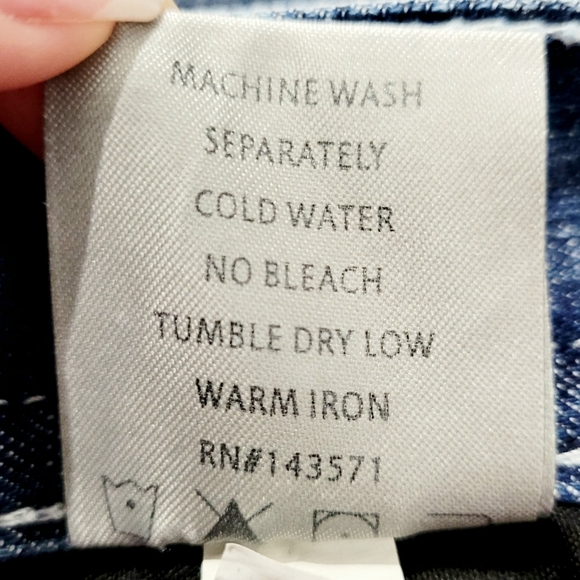 MACHINE WASH
SEPARATELY
COLD WATER
NO BLEACH
TUMBLE DRY LOW
WARM IRON
RN#143571